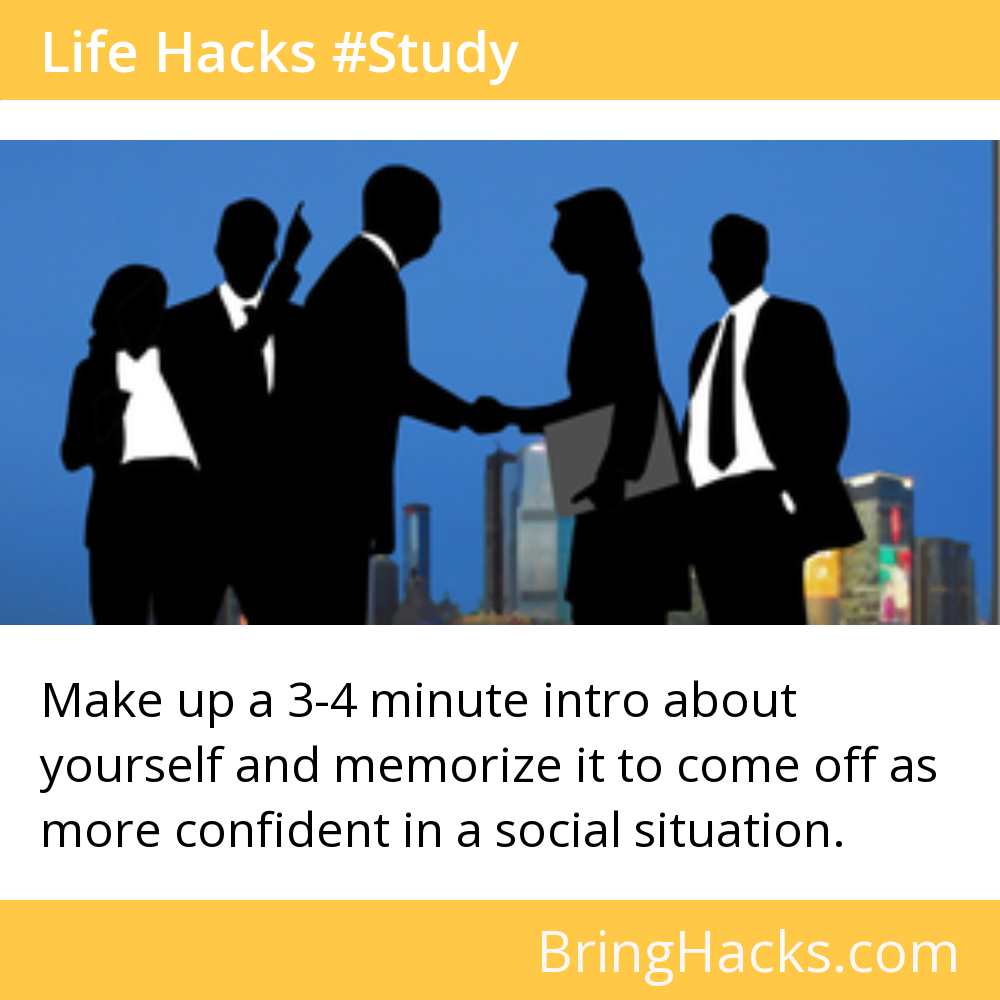 Life Hacks #Study
Make up a 3-4 minute intro about
yourself and memorize it to come off as
more confident in a social situation.
BringHacks.com